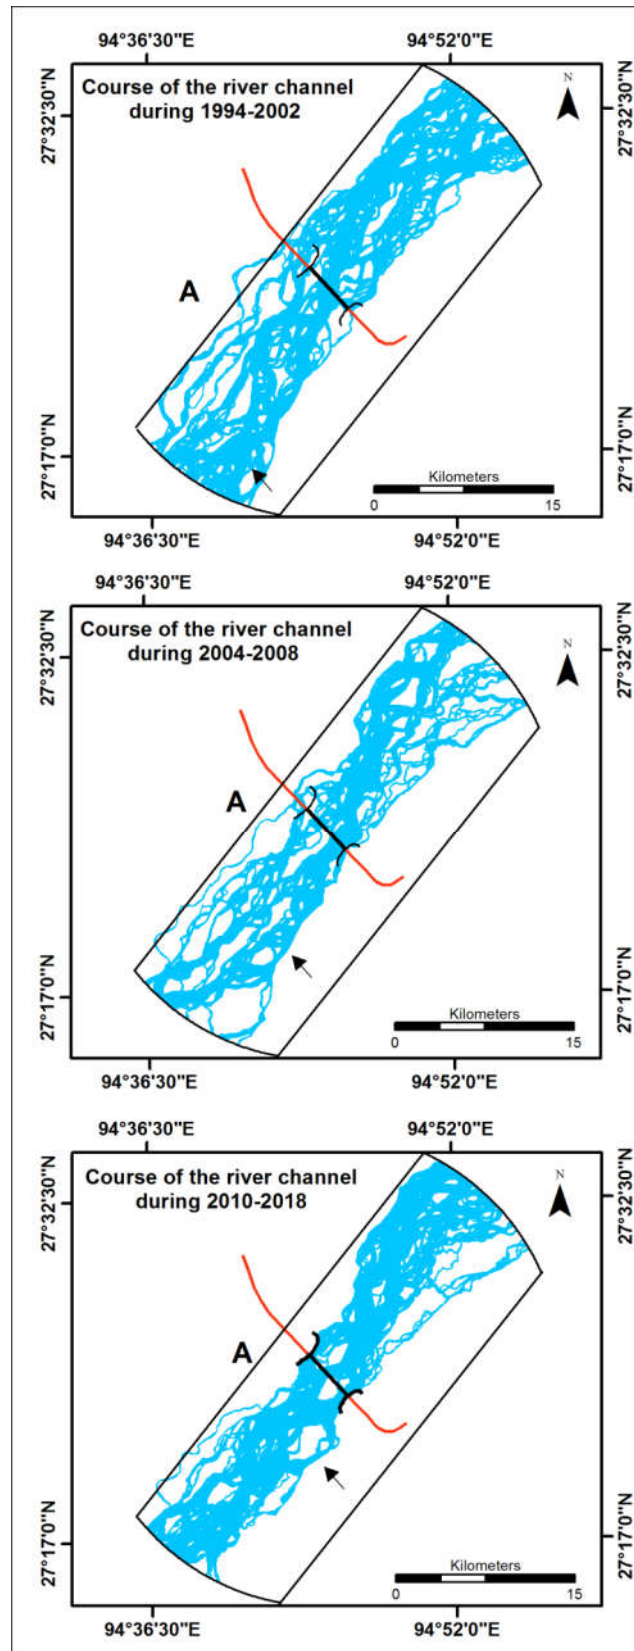 94°36'30"E 94°52'0"E
Course of the river channel
during 1994-2002
N
27°32'30"N
27°32'30"N
A
27°17'0"N
27°17'0"N
Kilometers
0 15
94°36'30"E 94°52'0"E
94°36'30"E 94°52'0"E
Course of the river channel
during 2004-2008
N
27°32'30"N
27°32'30"N
A
27°17'0"N
27°17'0"N
Kilometers
0 15
94°36'30"E 94°52'0"E
94°36'30"E 94°52'0"E
Course of the river channel
during 2010-2018
N
27°32'30"N
27°32'30"N
A
27°17'0"N
27°17'0"N
Kilometers
0 15
94°36'30"E 94°52'0"E